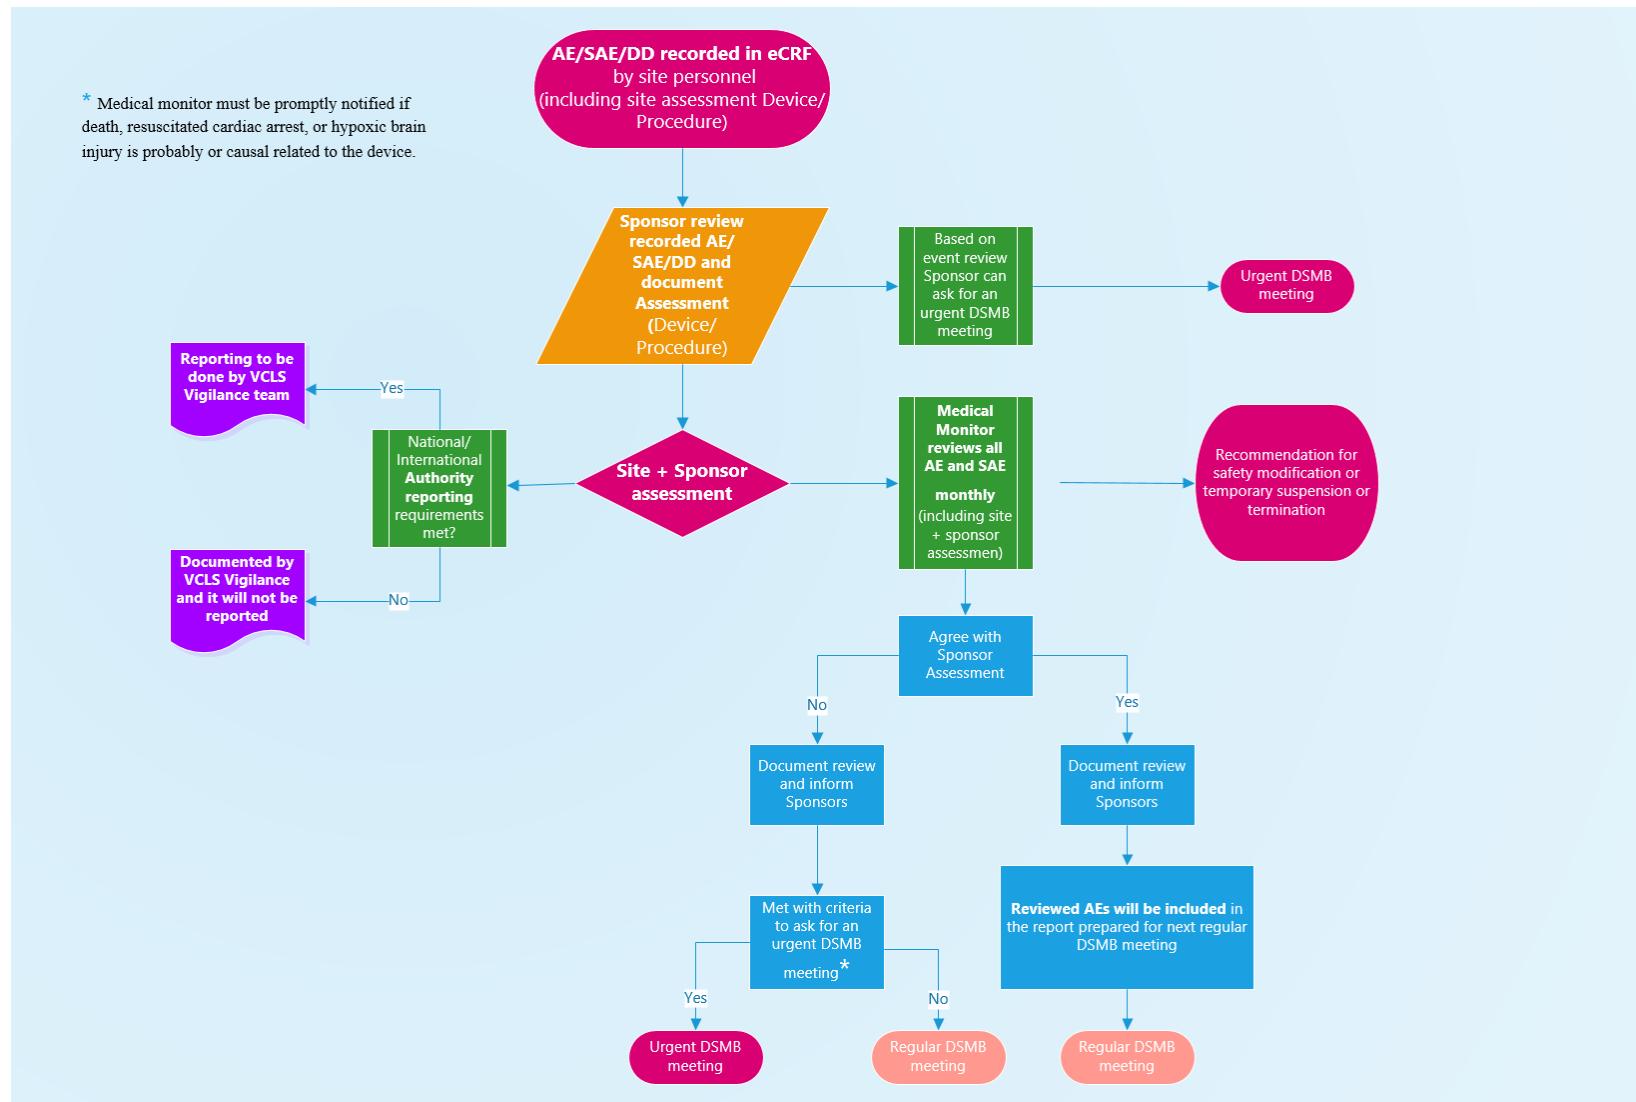 AE/SAE/DD recorded in eCRF
by site personnel
(including site assessment Device/
Procedure)
* Medical monitor must be promptly notified if
death, resuscitated cardiac arrest, or hypoxic brain
injury is probably or causal related to the device.
Sponsor review
recorded AE/
SAE/DD and
document
Assessment
(Device/
Procedure)
Based on
event review
Sponsor can
ask for an
urgent DSMB
meeting
Urgent DSMB
meeting
Reporting to be
done by VCLS
Vigilance team
Yes
National/
International
Authority
reporting
requirements
met?
Site + Sponsor
assessment
Medical
Monitor
reviews all
AE and SAE
monthly
(including site
+ sponsor
assessmen)
Recommendation for
safety modification or
temporary suspension or
termination
Documented by
VCLS Vigilance
and it will not be
reported
No
Agree with
Sponsor
Assessment
No
Yes
Document review
and inform
Sponsors
Document review
and inform
Sponsors
Met with criteria
to ask for an
urgent DSMB
meeting*
Reviewed AEs will be included in
the report prepared for next regular
DSMB meeting
Yes
No
Urgent DSMB
meeting
Regular DSMB
meeting
Regular DSMB
meeting